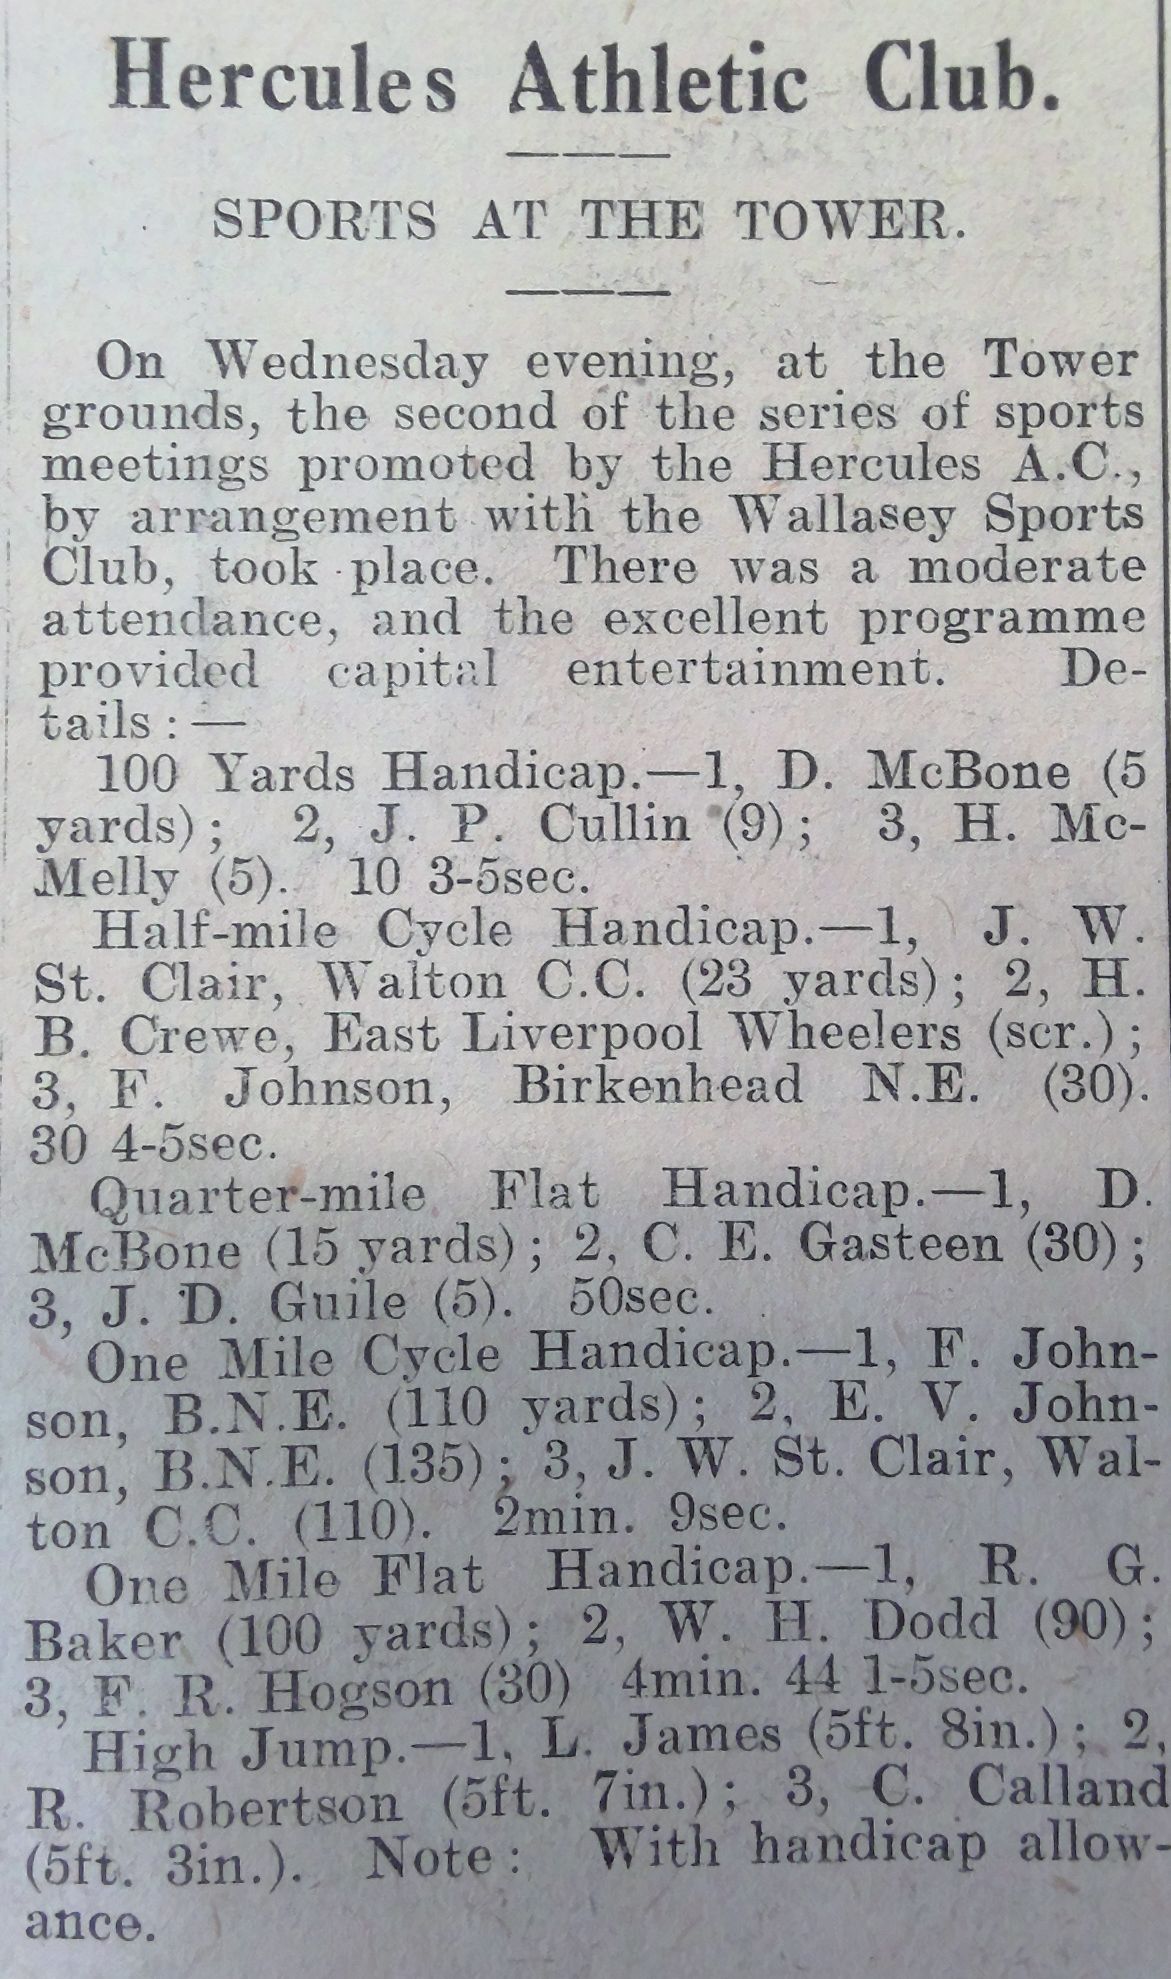 Hercules Athletic Club.
SPORTS AT THE TOWER.
On Wednesday evening, at the Tower
grounds, the second of the series of sports
meetings promoted by the Hercules A.C.,
by arrangement with the Wallasey Sports
Club, took place. There was a moderate
attendance, and the excellent programme
provided capital entertainment. De-
tails:—
100 Yards Handicap.—1, D. McBone (5
yards); 2, J. P. Cullin (9); 3, H. Mc-
Melly (5). 10 3-5sec.
Half-mile Cycle Handicap.—1, J. W.
St. Clair, Walton C.C. (23 yards); 2, H.
B. Crewe, East Liverpool Wheelers (scr.);
3, F. Johnson, Birkenhead N.E. (30).
30 4-5sec.
Quarter-mile Flat Handicap.—1, D.
McBone (15 yards); 2, C. E. Gasteen (30);
3, J. D. Guile (5). 50sec.
One Mile Cycle Handicap.—1, F. John-
son, B.N.E. (110 yards); 2, E. V. John-
son, B.N.E. (135); 3, J. W. St. Clair, Wal-
ton C.C. (110). 2min. 9sec.
One Mile Flat Handicap.—1, R. G.
Baker (100 yards); 2, W. H. Dodd (90);
3, F. R. Hogson (30) 4min. 44 1-5sec.
High Jump.—1, L. James (5ft. 8in.); 2,
R. Robertson (5ft. 7in.); 3, C. Calland
(5ft. 3in.). Note: With handicap allow-
ance.